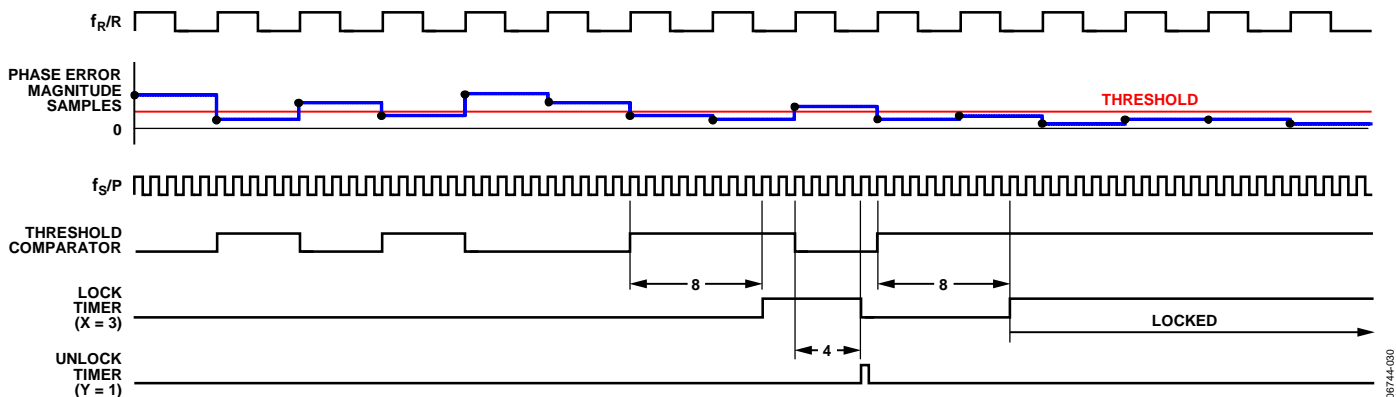 fR/R
PHASE ERROR
MAGNITUDE
SAMPLES
THRESHOLD
0
fS/P
THRESHOLD
COMPARATOR
8
8
LOCK
TIMER
(X = 3)
LOCKED
4
UNLOCK
TIMER
(Y = 1)
06744-030